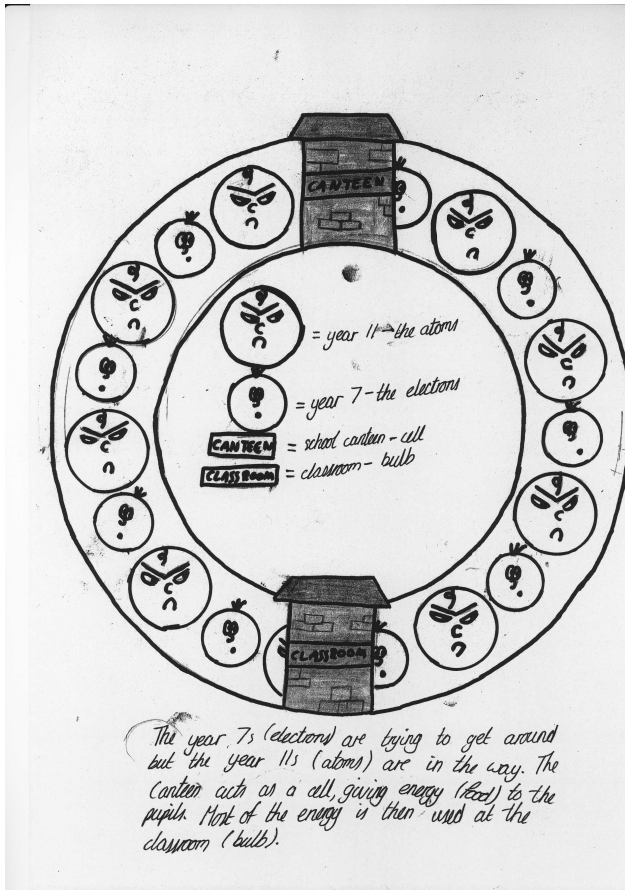 CANTEEN
= year 11 - the atoms
= year 7 - the electrons
CANTEEN = school canteen - cell
CLASSROOM = classroom - bulb
CLASSROOM
The year 7s (electrons) are trying to get around
but the year 11s (atoms) are in the way. The
Canteen acts as a cell, giving energy (food) to the
pupils. Most of the energy is then used at the
classroom (bulb).